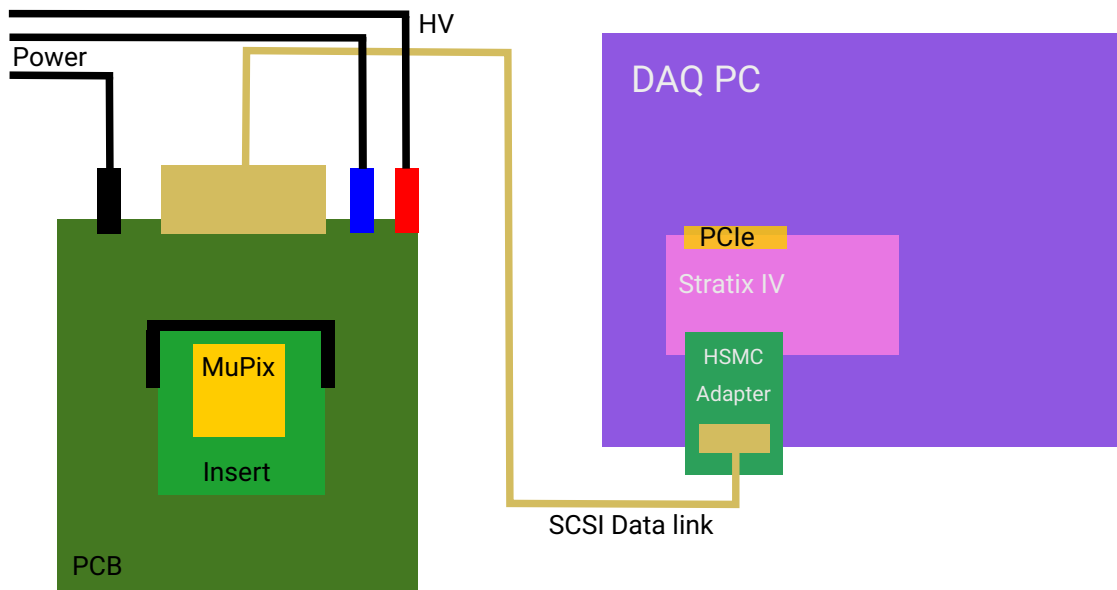 HV
Power
DAQ PC
PCIe
Stratix IV
HSMC
Adapter
MuPix
Insert
SCSI Data link
PCB